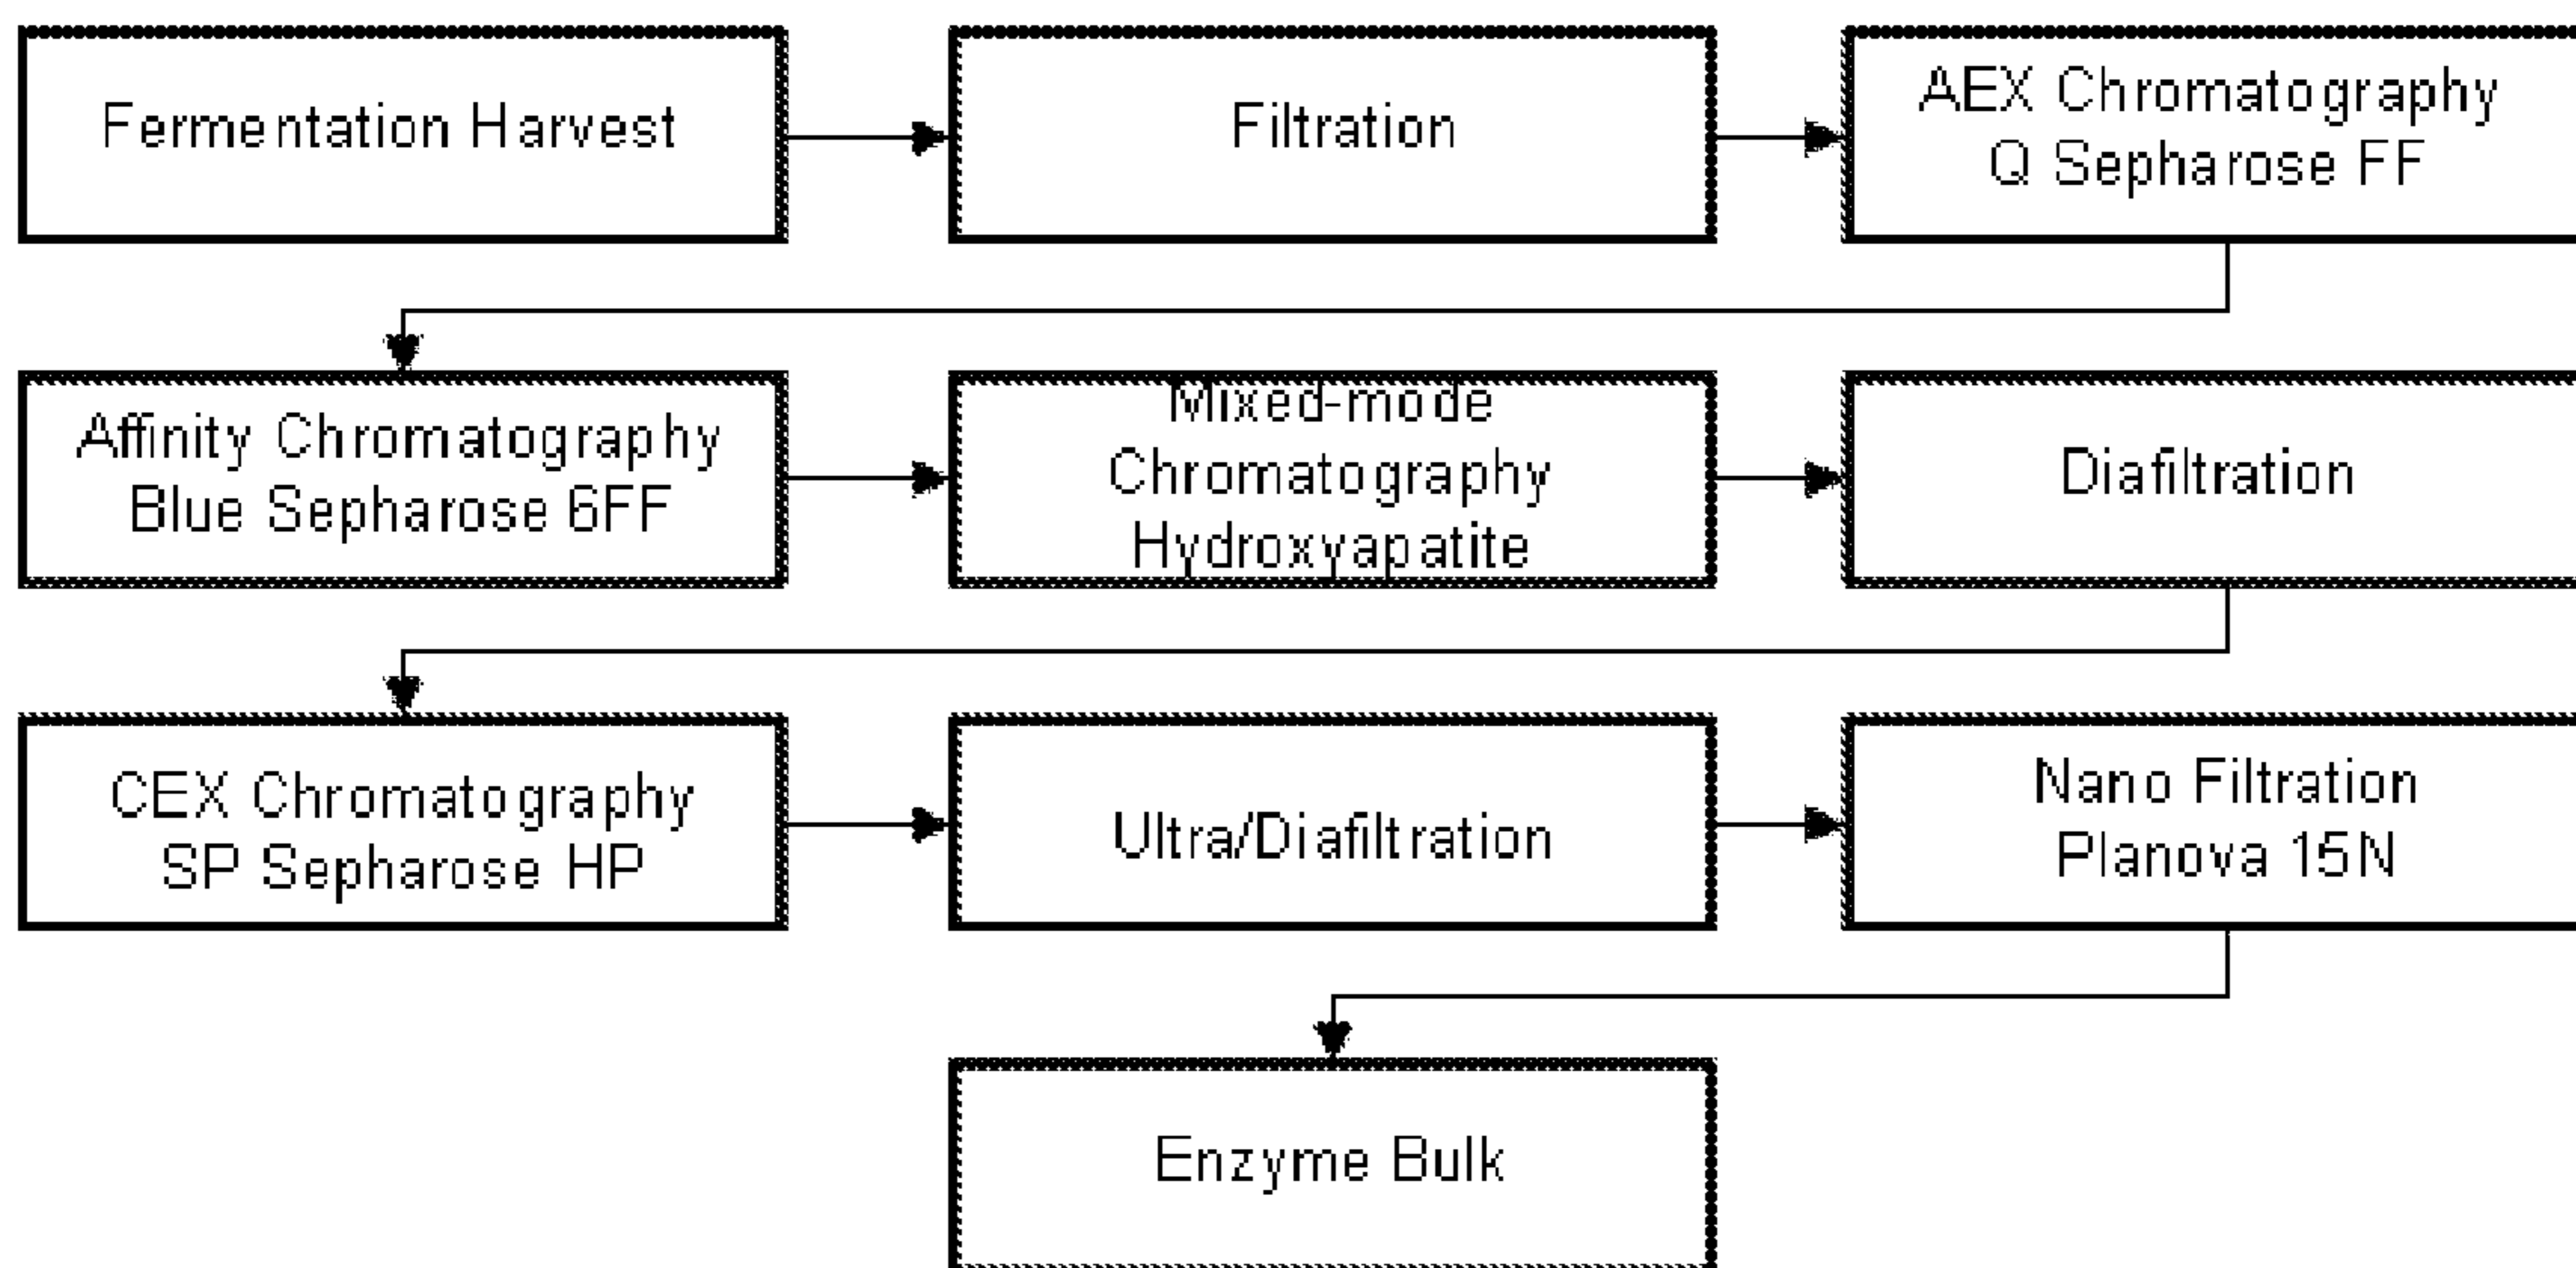 Fermentation Harvest
Filtration
AEX Chromatography
Q Sepharose FF
Affinity Chromatography
Blue Sepharose 6FF
Mixed-mode
Chromatography
Hydroxyapatite
Diafiltration
CEX Chromatography
SP Sepharose HP
Ultra/Diafiltration
Nano Filtration
Planova 15N
Enzyme Bulk